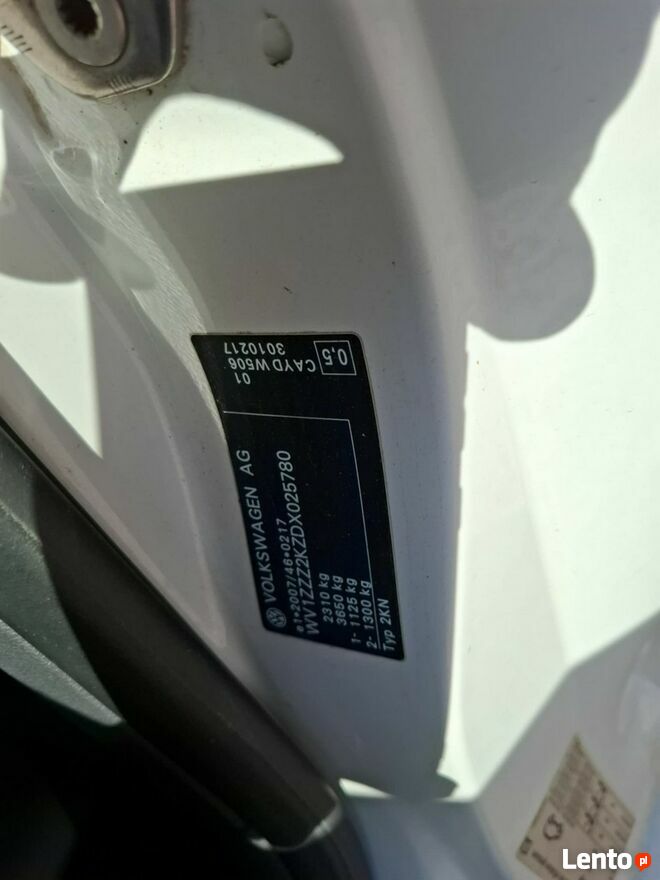 VOLKSWAGEN AG
e1*2007/46*0217
WV1ZZZ2KZDX025780
2310 kg
3650 kg
1- 1125 kg
2- 1300 kg
Typ 2KN
01
CAYD W506
3010217
0,5
Lento.pl